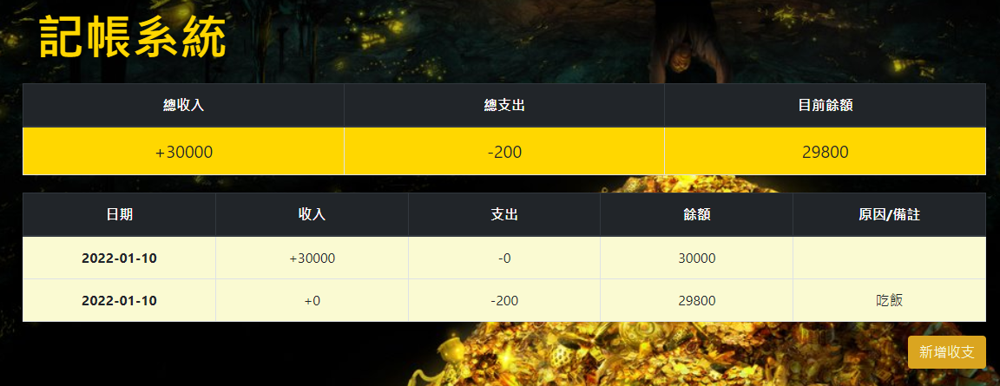 記帳系統
總收入 總支出 目前餘額
+30000 -200 29800
日期 收入 支出 餘額 原因/備註
2022-01-10 +30000 -0 30000
2022-01-10 +0 -200 29800 吃飯
新增收支